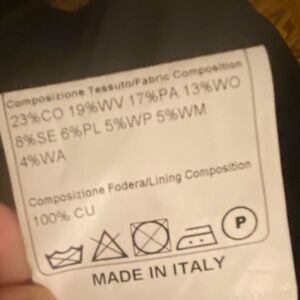 Composizione Tessuto/Fabric Composition
23%CO 19%WV 17%PA 13%WO
8%SE 6%PL 5%WP 5%WM
4%WA
Composizione Fodera/Lining Composition
100% CU
P
MADE IN ITALY